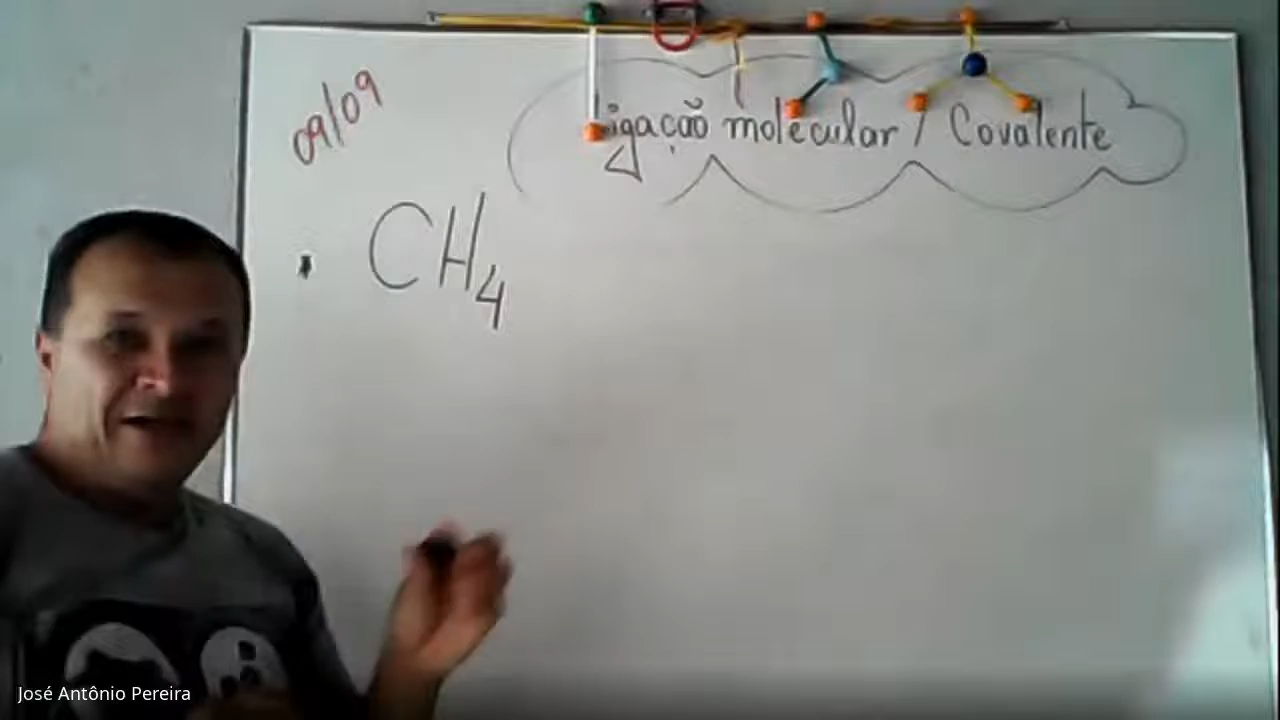 09/09
Ligação molecular / Covalente
• CH₄
José Antônio Pereira